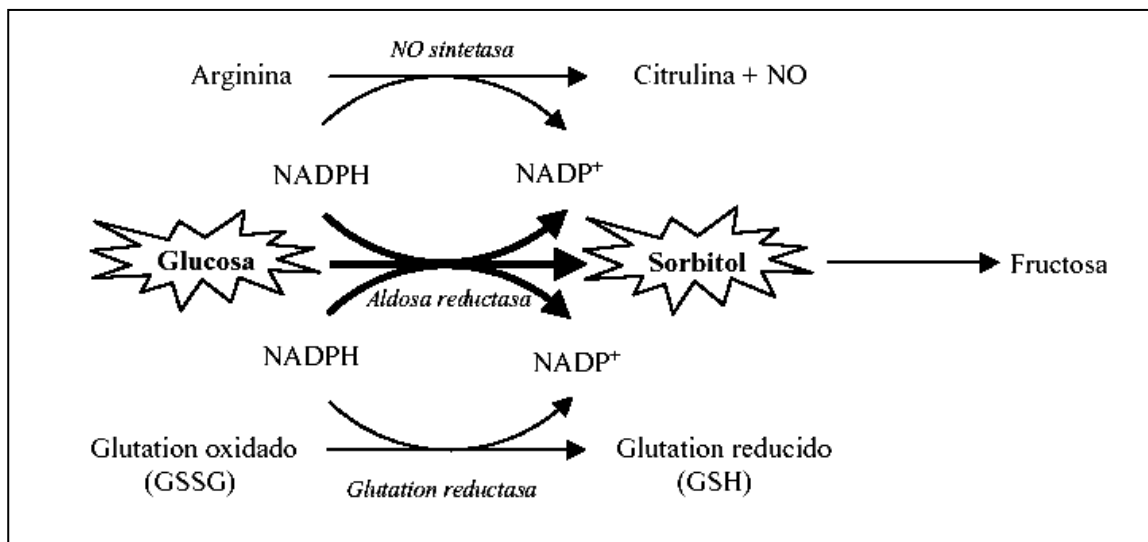 NO sintetasa
Arginina
Citrulina + NO
NADPH
NADP+
Glucosa
Sorbitol
Fructosa
Aldosa reductasa
NADPH
NADP+
Glutation oxidado
(GSSG)
Glutation reducido
(GSH)
Glutation reductasa